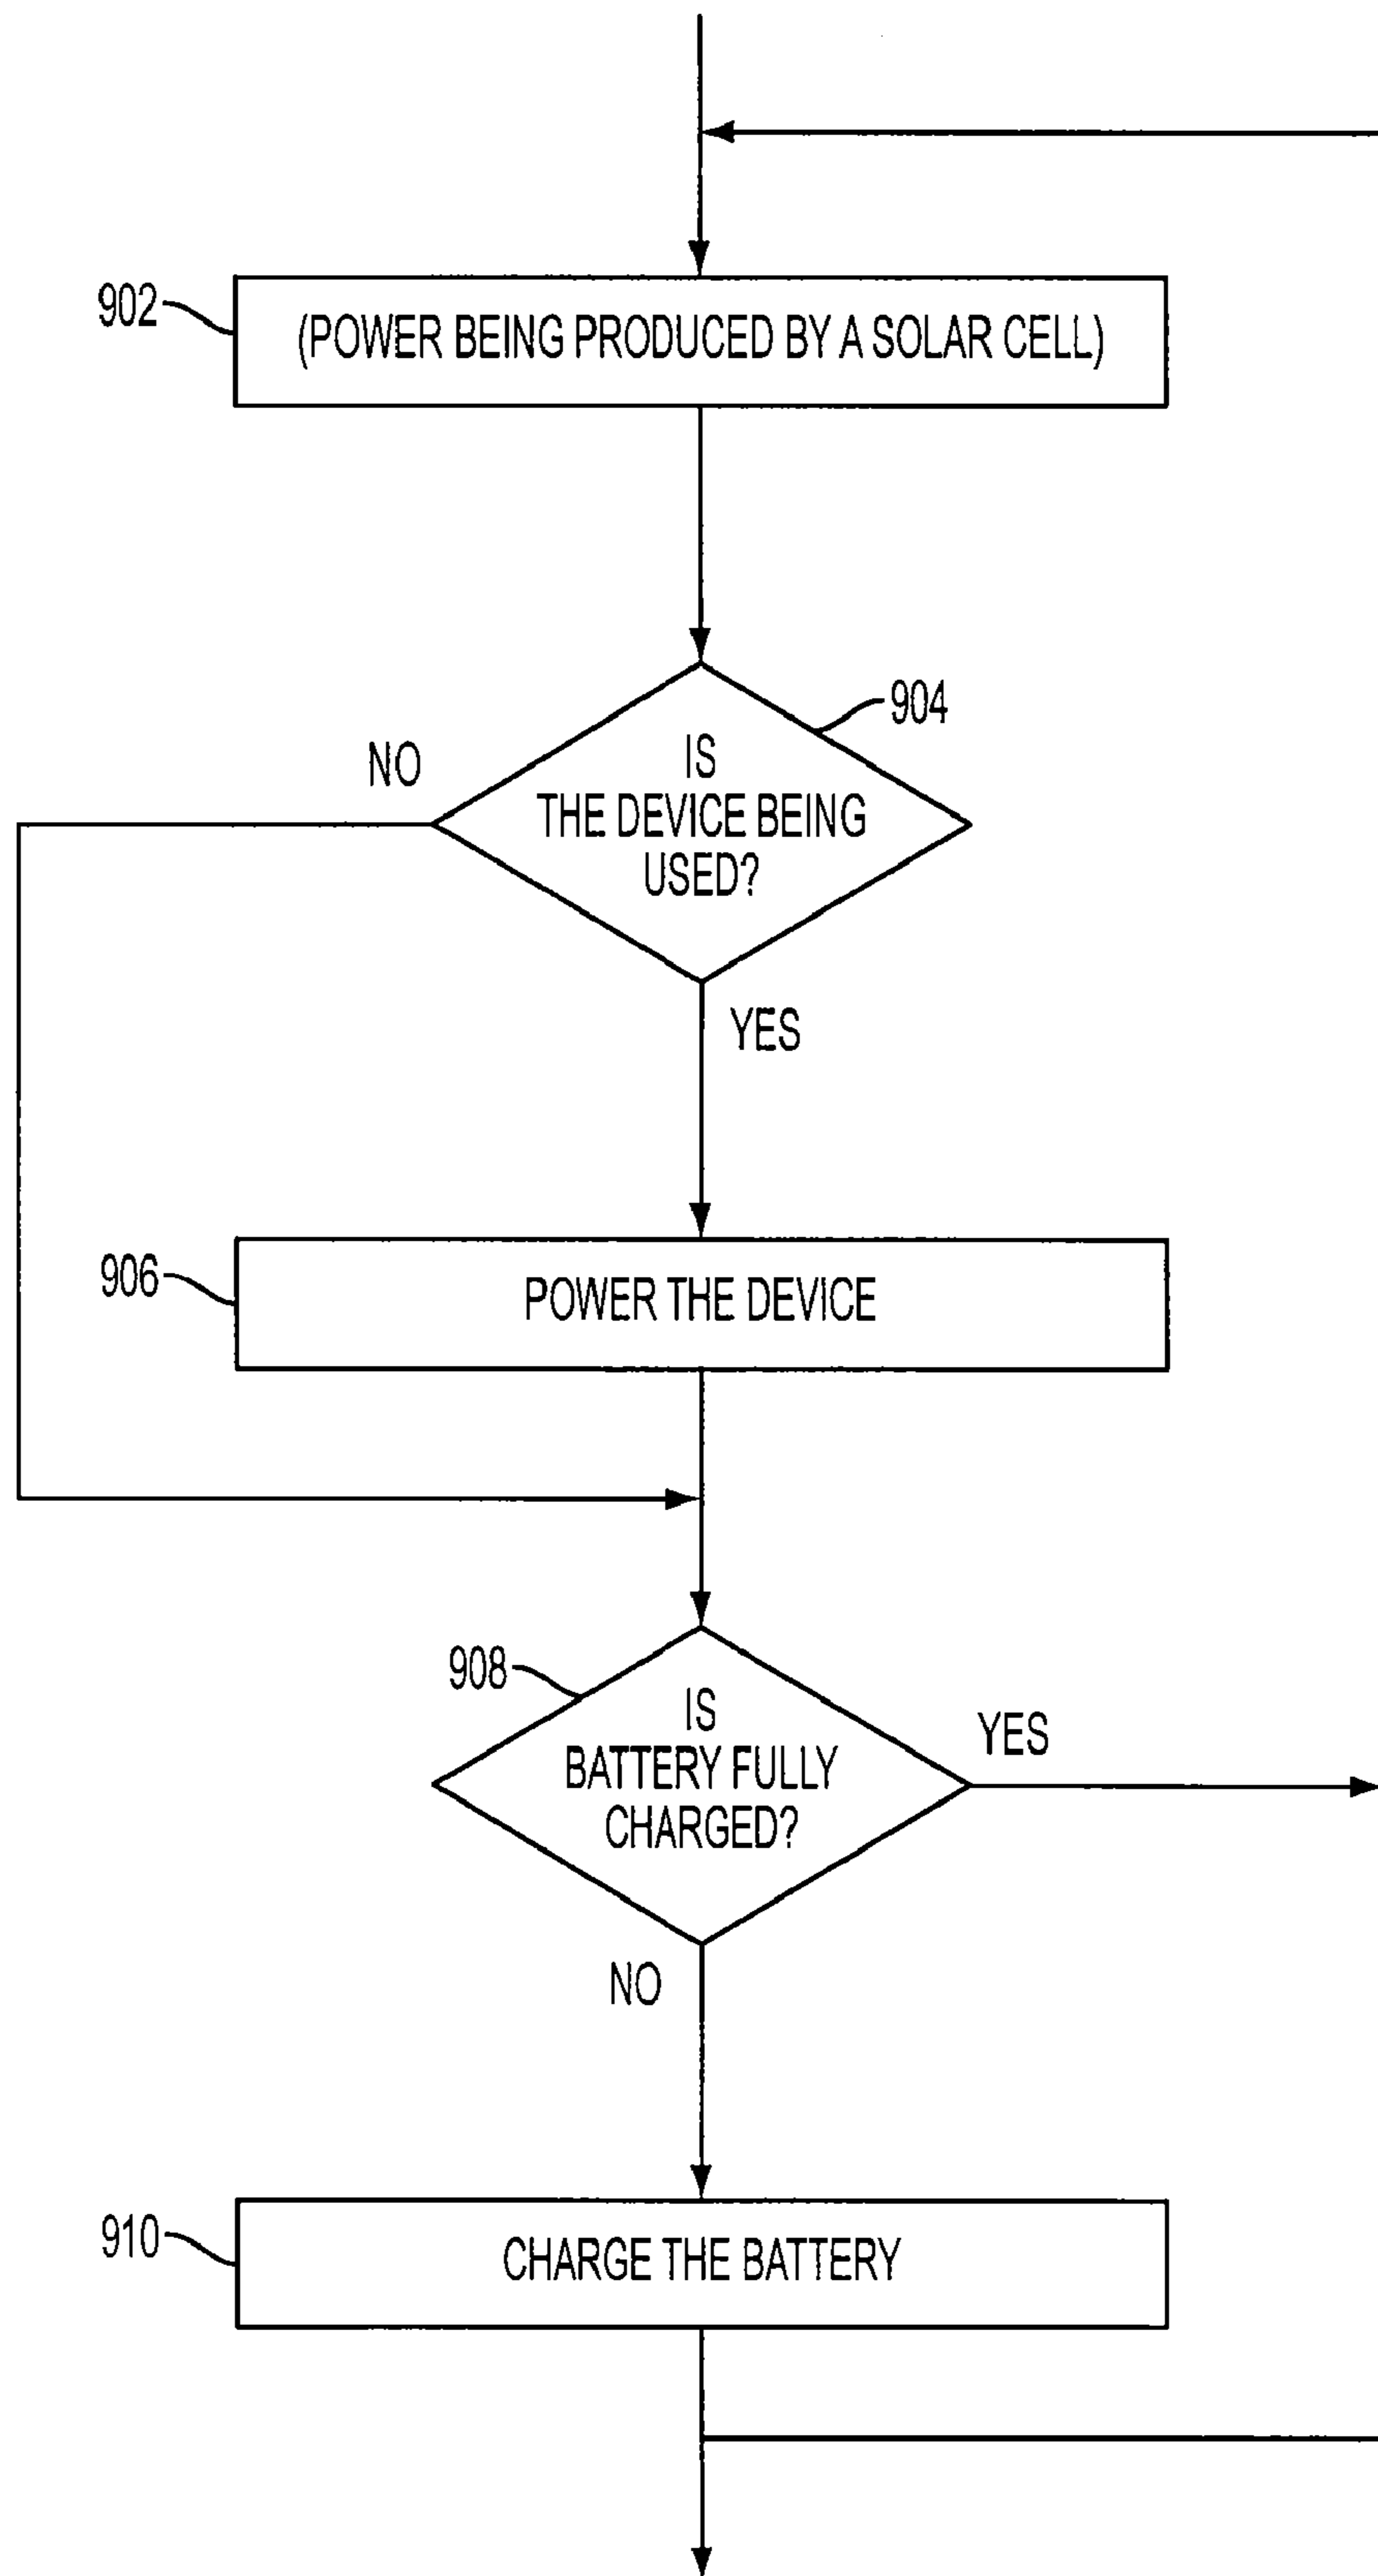 902
(POWER BEING PRODUCED BY A SOLAR CELL)
904
NO
IS
THE DEVICE BEING
USED?
YES
906
POWER THE DEVICE
908
IS
BATTERY FULLY
CHARGED?
YES
NO
910
CHARGE THE BATTERY